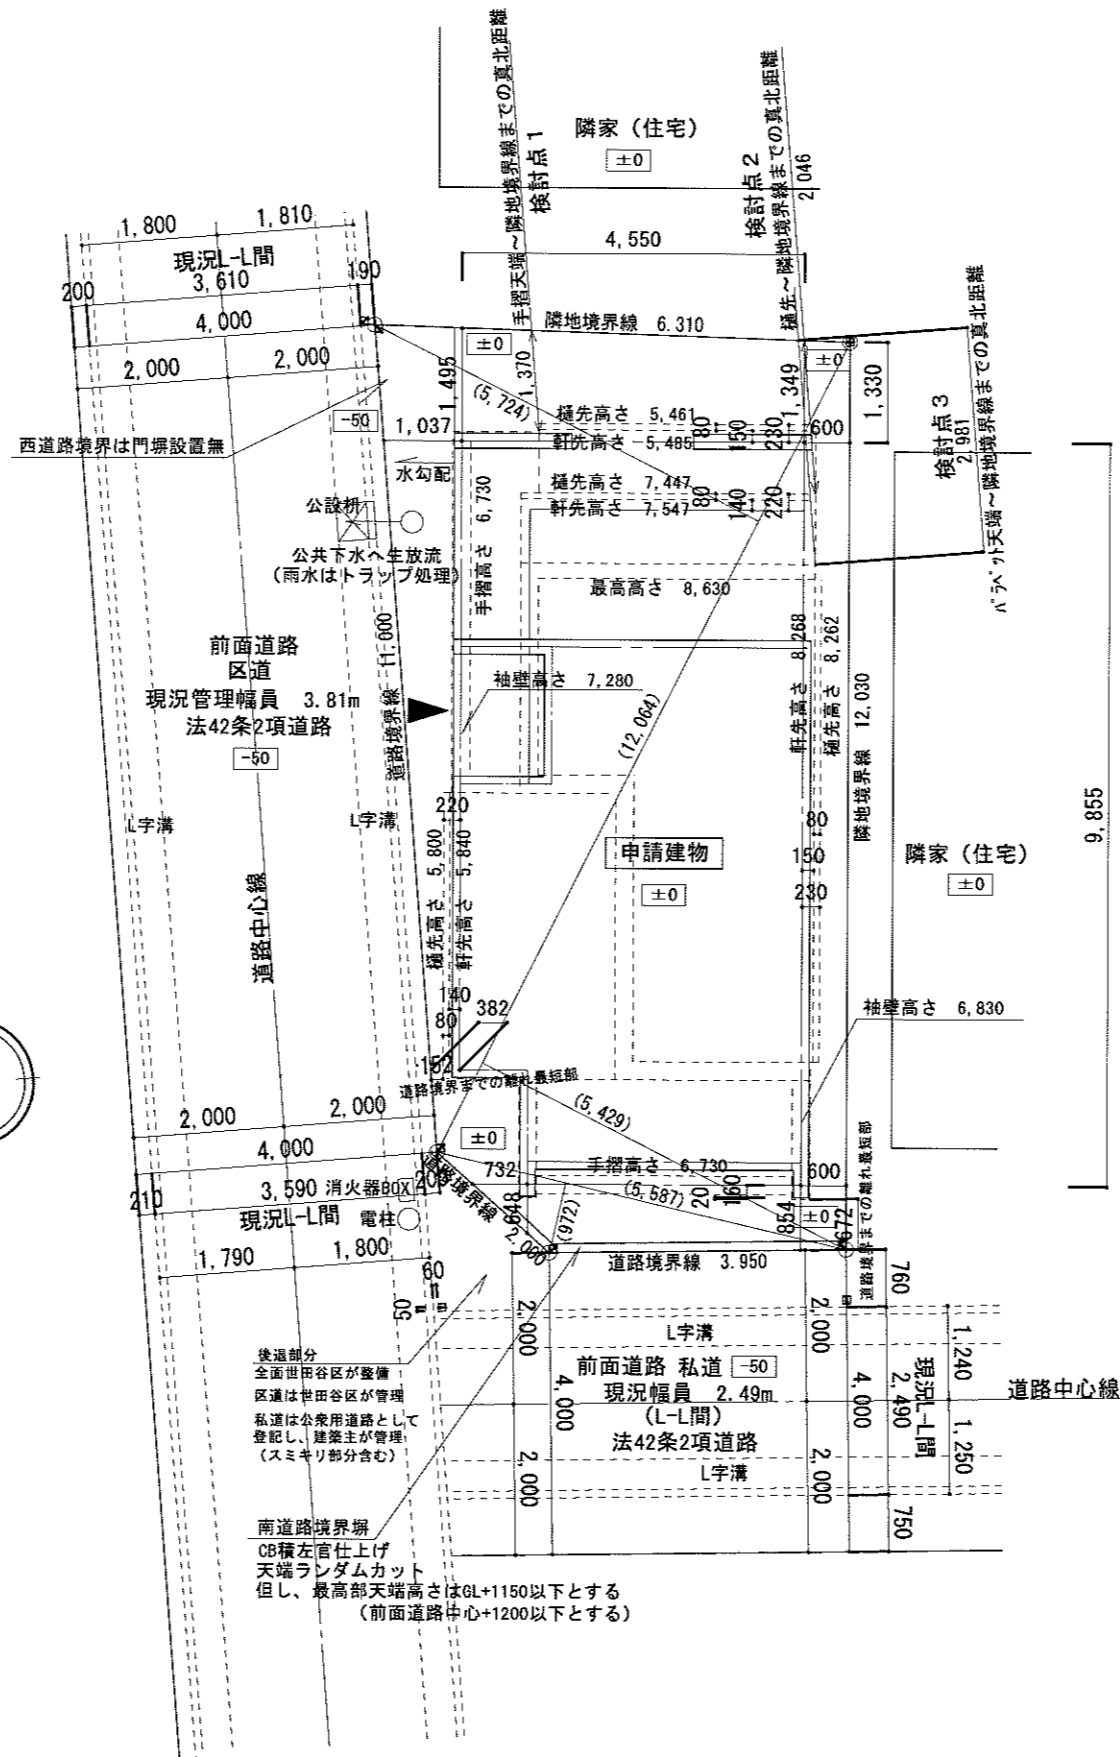 手摺天端～隣地境界線までの真北距離
検討点１
隣家（住宅）
±0
検討点２
樋先～隣地境界線までの真北距離
2,046
1,800
1,810
現況L-L間
200
3,610
190
4,000
2,000
2,000
4,550
隣地境界線 6.310
±0
±0
1,495
1,370
(5,724)
1,349
1,330
検討点３
2,981
パラペット天端～隣地境界線までの真北距離
-50
1,037
樋先高さ 5,461
軒先高さ 5,485
80
150
230
600
西道路境界は門塀設置無
水勾配
樋先高さ 7,447
軒先高さ 7,547
80
140
220
公設桝
手摺高さ 6,730
公共下水へ生放流
（雨水はトラップ処理）
最高高さ 8,630
前面道路
区道
現況管理幅員 3.81m
法42条2項道路
-50
道路境界線 11.000
袖壁高さ 7,280
(12,064)
軒先高さ 8,268
樋先高さ 8,262
隣地境界線 12,030
9,855
L字溝
L字溝
220
樋先高さ 5,800
軒先高さ 5,840
80
150
230
申請建物
±0
隣家（住宅）
±0
道路中心線
140
382
80
152
道路境界までの離れ最短部
袖壁高さ 6,830
2,000
2,000
4,000
(5,429)
±0
道路境界線
2.060
732
手摺高さ 6,730
600
道路境界までの離れ最短部
210
3,590
消火器BOX
20
現況L-L間
電柱
648
(972)
(5,587)
20
160
854
±0
672
1,790
1,800
60
50
道路境界線 3.950
760
2,000
2,000
L字溝
後退部分
全面世田谷区が整備
区道は世田谷区が管理
私道は公衆用道路として
登記し、建築主が管理
（スミキリ部分含む）
前面道路 私道
-50
現況幅員 2.49m
(L-L間)
法42条2項道路
4,000
4,000
2,490
現況L-L間
1,240
1,250
道路中心線
L字溝
2,000
2,000
750
南道路境界塀
CB積左官仕上げ
天端ランダムカット
但し、最高部天端高さはGL+1150以下とする
（前面道路中心+1200以下とする）